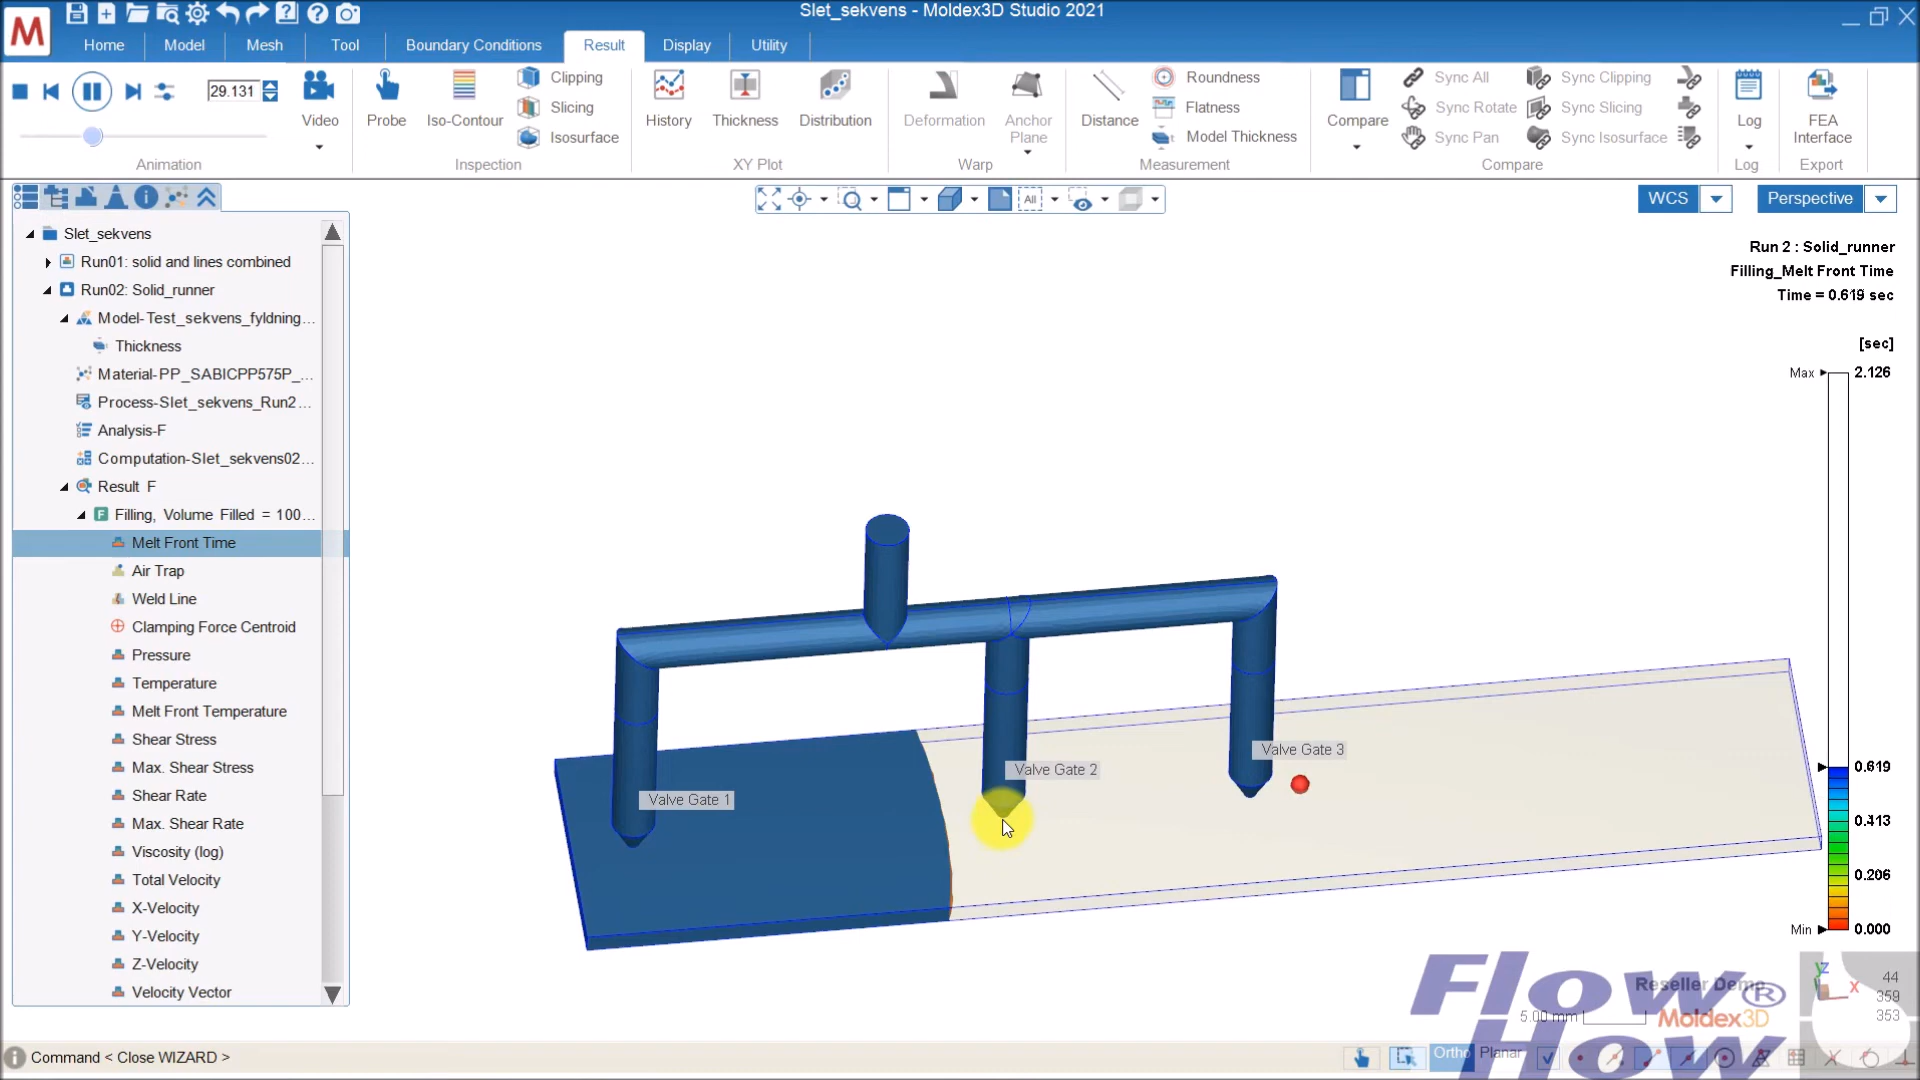 Slet_sekvens - Moldex3D Studio 2021
M
Home
Model
Mesh
Tool
Boundary Conditions
Result
Display
Utility
29.131
Video
Animation
Probe
Iso-Contour
Clipping
Slicing
Isosurface
Inspection
History
Thickness
Distribution
XY Plot
Deformation
Anchor
Plane
Warp
Distance
Roundness
Flatness
Model Thickness
Measurement
Compare
Sync All
Sync Rotate
Sync Pan
Sync Clipping
Sync Slicing
Sync Isosurface
Compare
Log
Log
FEA
Interface
Export
All
WCS
Perspective
Slet_sekvens
Run01: solid and lines combined
Run02: Solid_runner
Model-Test_sekvens_fyldning...
Thickness
Material-PP_SABICPP575P_...
Process-Slet_sekvens_Run2...
Analysis-F
Computation-Slet_sekvens02...
Result F
Filling, Volume Filled = 100...
Melt Front Time
Air Trap
Weld Line
Clamping Force Centroid
Pressure
Temperature
Melt Front Temperature
Shear Stress
Max. Shear Stress
Shear Rate
Max. Shear Rate
Viscosity (log)
Total Velocity
X-Velocity
Y-Velocity
Z-Velocity
Velocity Vector
Run 2 : Solid_runner
Filling_Melt Front Time
Time = 0.619 sec
[sec]
Max 2.126
0.619
0.413
0.206
Min 0.000
Valve Gate 1
Valve Gate 2
Valve Gate 3
Flow
How
®
Reseller Demo
Moldex3D
5.00 mm
Z
X
44
359
353
Command < Close WIZARD >
Ortho
Planar